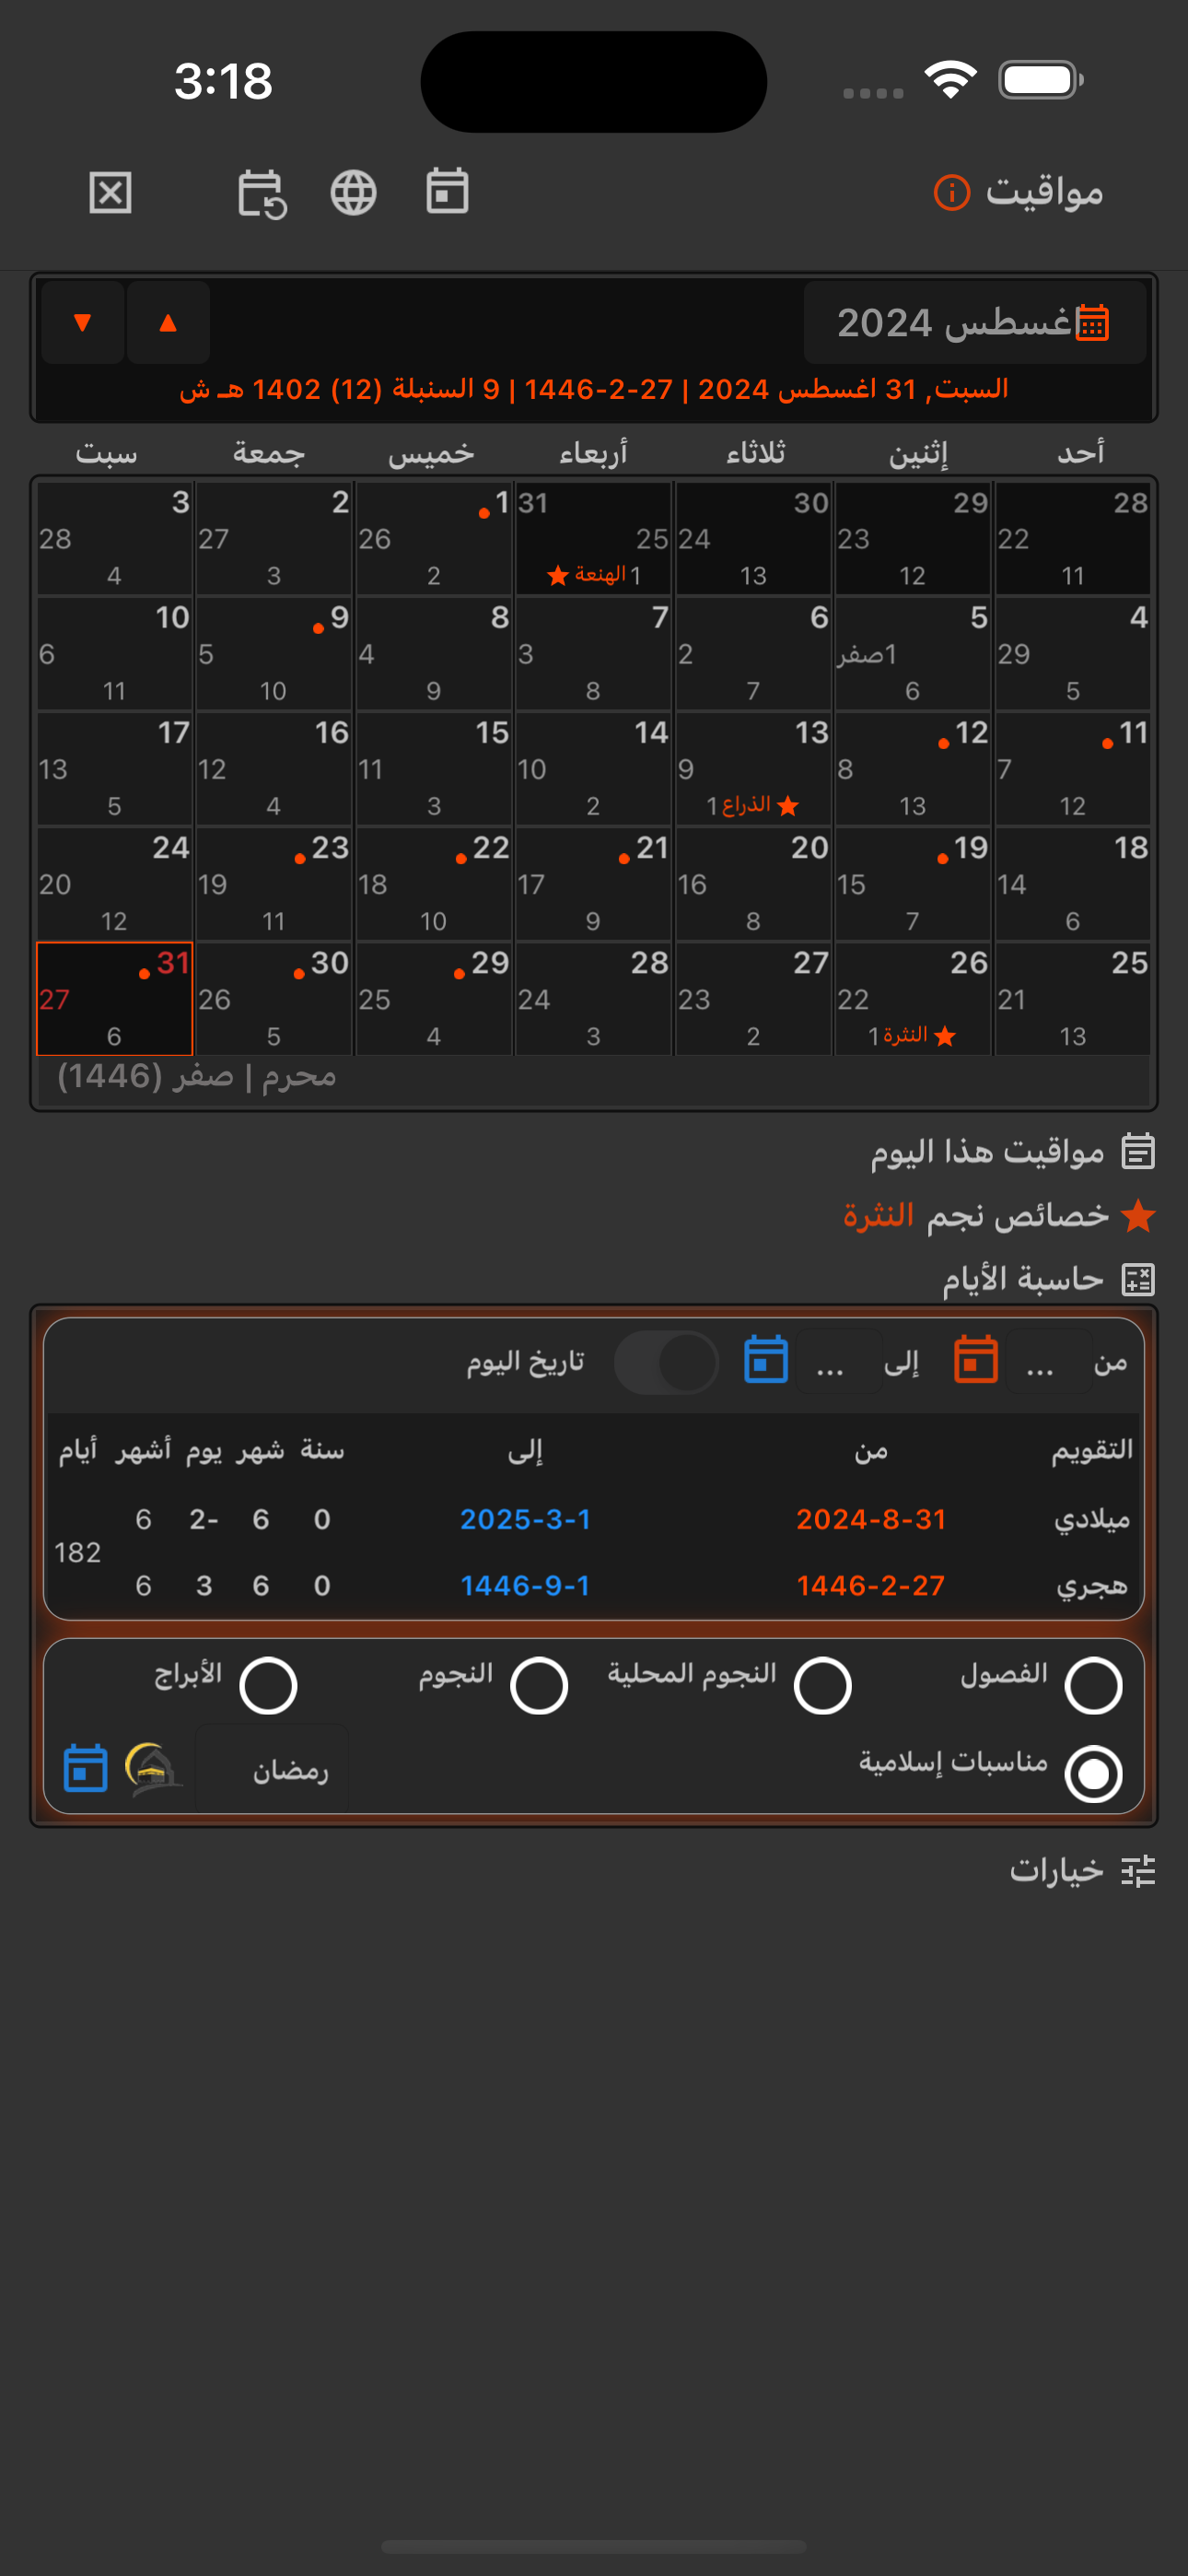 3:18
مواقيت
اغسطس 2024
السبت, 31 اغسطس 2024 | 27-2-1446 | 9 السنبلة (12) 1402 هـ ش
أحد إثنين ثلاثاء أربعاء خميس جمعة سبت
28 29 30 31 1 2 3
22 23 24 25 26 27 28
11 12 13 1 الهنعة 2 3 4
4 5 6 7 8 9 10
29 1صفر 2 3 4 5 6
5 6 7 8 9 10 11
11 12 13 14 15 16 17
7 8 9 10 11 12 13
12 13 الذراع 1 2 3 4 5
18 19 20 21 22 23 24
14 15 16 17 18 19 20
6 7 8 9 10 11 12
25 26 27 28 29 30 31
21 22 23 24 25 26 27
13 النثرة 1 2 3 4 5 6
محرم | صفر (1446)
مواقيت هذا اليوم
خصائص نجم النثرة
حاسبة الأيام
من ... إلى ... تاريخ اليوم
التقويم من إلى سنة شهر يوم أشهر أيام
ميلادي 2024-8-31 2025-3-1 0 6 2- 6
182
هجري 1446-2-27 1446-9-1 0 6 3 6
الفصول النجوم المحلية النجوم الأبراج
مناسبات إسلامية رمضان
خيارات